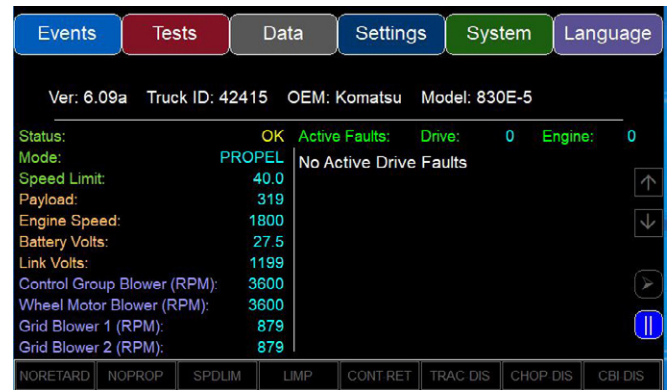 Events Tests Data Settings System Language
Ver: 6.09a Truck ID: 42415 OEM: Komatsu Model: 830E-5
Status: OK Active Faults: Drive: 0 Engine: 0
Mode: PROPEL No Active Drive Faults
Speed Limit: 40.0
Payload: 319
Engine Speed: 1800
Battery Volts: 27.5
Link Volts: 1199
Control Group Blower (RPM): 3600
Wheel Motor Blower (RPM): 3600
Grid Blower 1 (RPM): 879
Grid Blower 2 (RPM): 879
NORETARD NOPROP SPDLIM LIMP CONT RET TRAC DIS CHOP DIS CBI DIS